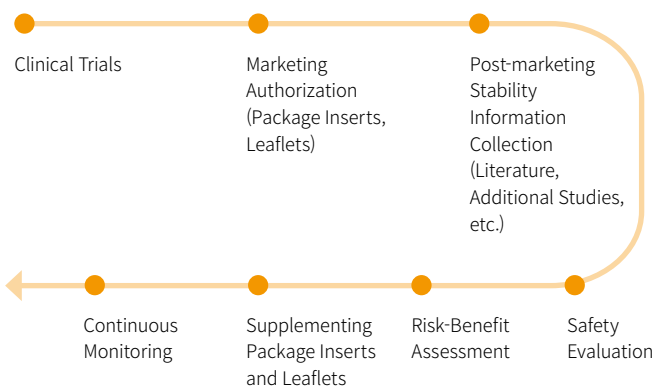 Clinical Trials
Marketing
Authorization
(Package Inserts,
Leaflets)
Post-marketing
Stability
Information
Collection
(Literature,
Additional Studies,
etc.)
Continuous
Monitoring
Supplementing
Package Inserts
and Leaflets
Risk-Benefit
Assessment
Safety
Evaluation